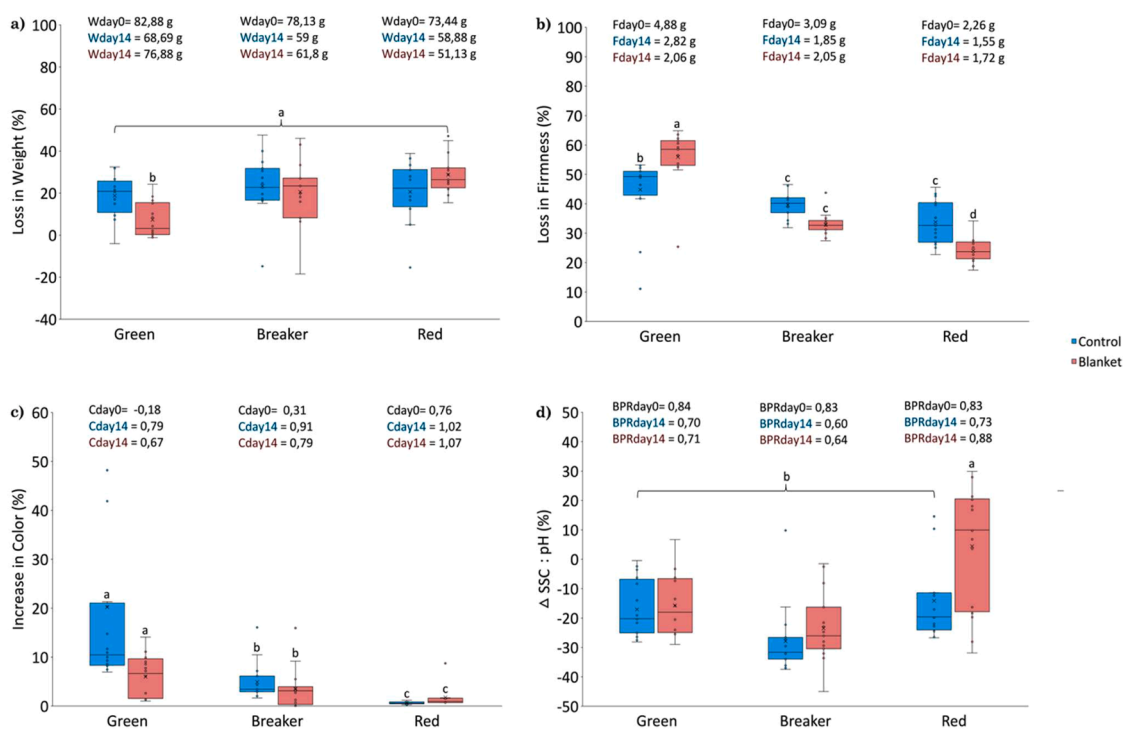 a)
Wday0= 82,88 g
Wday14 = 68,69 g
Wday14 = 76,88 g
Wday0= 78,13 g
Wday14 = 59 g
Wday14 = 61,8 g
Wday0= 73,44 g
Wday14 = 58,88 g
Wday14 = 51,13 g
Loss in Weight (%)
100
80
60
40
20
0
-20
-40
a
b
Green
Breaker
Red
b)
Fday0= 4,88 g
Fday14 = 2,82 g
Fday14 = 2,06 g
Fday0= 3,09 g
Fday14 = 1,85 g
Fday14 = 2,05 g
Fday0= 2,26 g
Fday14 = 1,55 g
Fday14 = 1,72 g
Loss in Firmness (%)
100
90
80
70
60
50
40
30
20
10
0
b
a
c
c
c
d
Green
Breaker
Red
Control
Blanket
c)
Cday0= -0,18
Cday14 = 0,79
Cday14 = 0,67
Cday0= 0,31
Cday14 = 0,91
Cday14 = 0,79
Cday0= 0,76
Cday14 = 1,02
Cday14 = 1,07
Increase in Color (%)
60
50
40
30
20
10
0
a
a
b
b
c
c
Green
Breaker
Red
d)
BPRday0= 0,84
BPRday14 = 0,70
BPRday14 = 0,71
BPRday0= 0,83
BPRday14 = 0,60
BPRday14 = 0,64
BPRday0= 0,83
BPRday14 = 0,73
BPRday14 = 0,88
Δ SSC : pH (%)
50
40
30
20
10
0
-10
-20
-30
-40
-50
b
a
Green
Breaker
Red